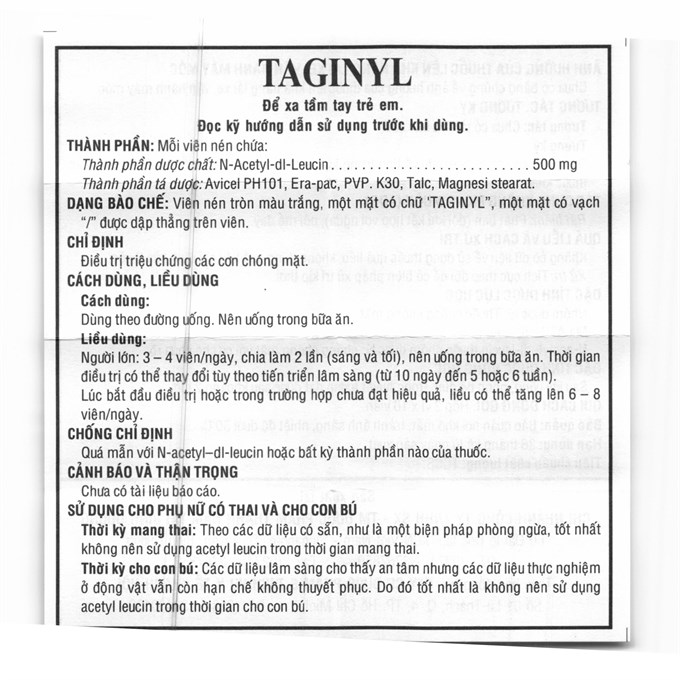 TAGINYL
Để xa tầm tay trẻ em.
Đọc kỹ hướng dẫn sử dụng trước khi dùng.
THÀNH PHẦN: Mỗi viên nén chứa:
Thành phần dược chất: N-Acetyl-dl-Leucin........................... 500 mg
Thành phần tá dược: Avicel PH101, Era-pac, PVP. K30, Talc, Magnesi stearat.
DẠNG BÀO CHẾ: Viên nén tròn màu trắng, một mặt có chữ 'TAGINYL", một mặt có vạch
"/" được dập thẳng trên viên.
CHỈ ĐỊNH
Điều trị triệu chứng các cơn chóng mặt.
CÁCH DÙNG, LIỀU DÙNG
Cách dùng:
Dùng theo đường uống. Nên uống trong bữa ăn.
Liều dùng:
Người lớn: 3 – 4 viên/ngày, chia làm 2 lần (sáng và tối), nên uống trong bữa ăn. Thời gian
điều trị có thể thay đổi tùy theo tiến triển lâm sàng (từ 10 ngày đến 5 hoặc 6 tuần).
Lúc bắt đầu điều trị hoặc trong trường hợp chưa đạt hiệu quả, liều có thể tăng lên 6 – 8
viên/ngày.
CHỐNG CHỈ ĐỊNH
Quá mẫn với N-acetyl–dl-leucin hoặc bất kỳ thành phần nào của thuốc.
CẢNH BÁO VÀ THẬN TRỌNG
Chưa có tài liệu báo cáo.
SỬ DỤNG CHO PHỤ NỮ CÓ THAI VÀ CHO CON BÚ
Thời kỳ mang thai: Theo các dữ liệu có sẵn, như là một biện pháp phòng ngừa, tốt nhất
không nên sử dụng acetyl leucin trong thời gian mang thai.
Thời kỳ cho con bú: Các dữ liệu lâm sàng cho thấy an tâm nhưng các dữ liệu thực nghiệm
ở động vật vẫn còn hạn chế không thuyết phục. Do đó tốt nhất là không nên sử dụng
acetyl leucin trong thời gian cho con bú.